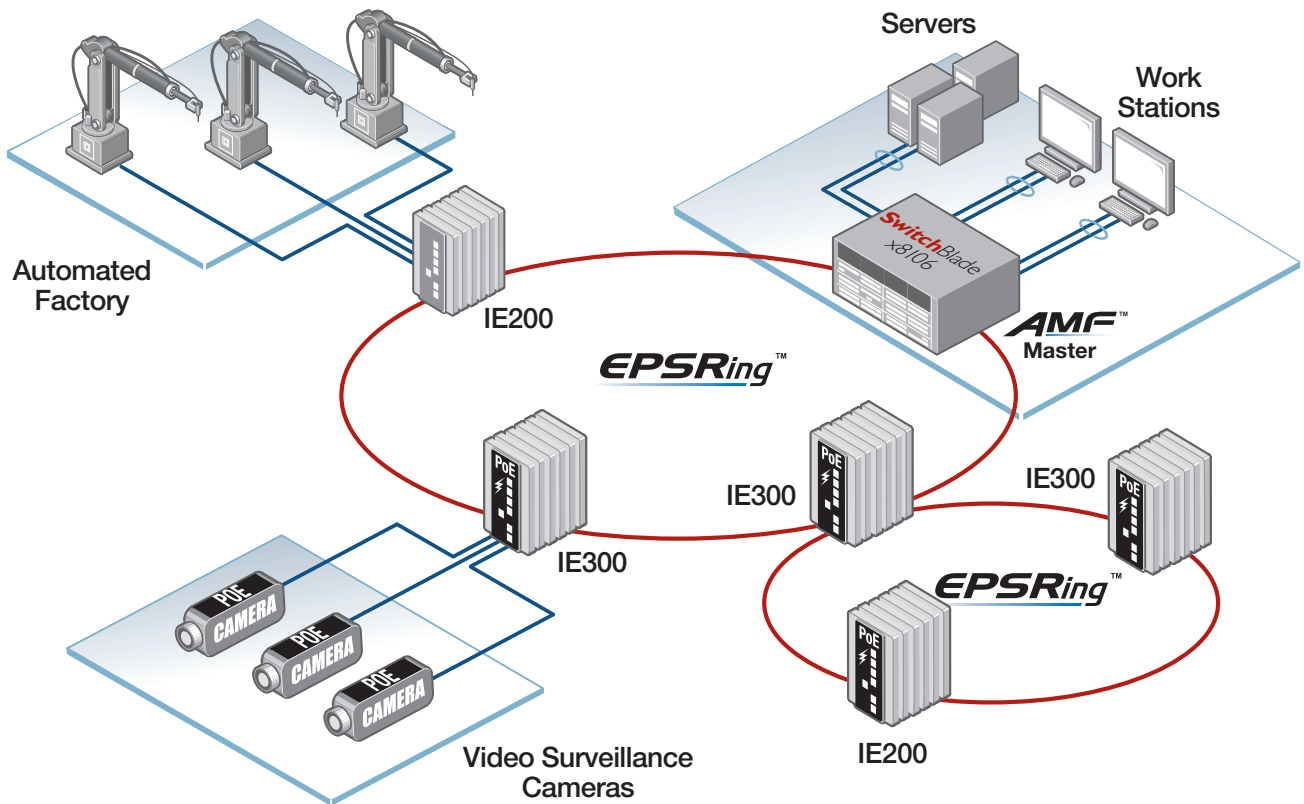 Servers
Work
Stations
Automated
Factory
IE200
SwitchBlade
x8106
AMF™
Master
EPSRing™
PoE
IE300
PoE
IE300
PoE
IE300
EPSRing™
PoE
IE200
POE
CAMERA
POE
CAMERA
POE
CAMERA
Video Surveillance
Cameras